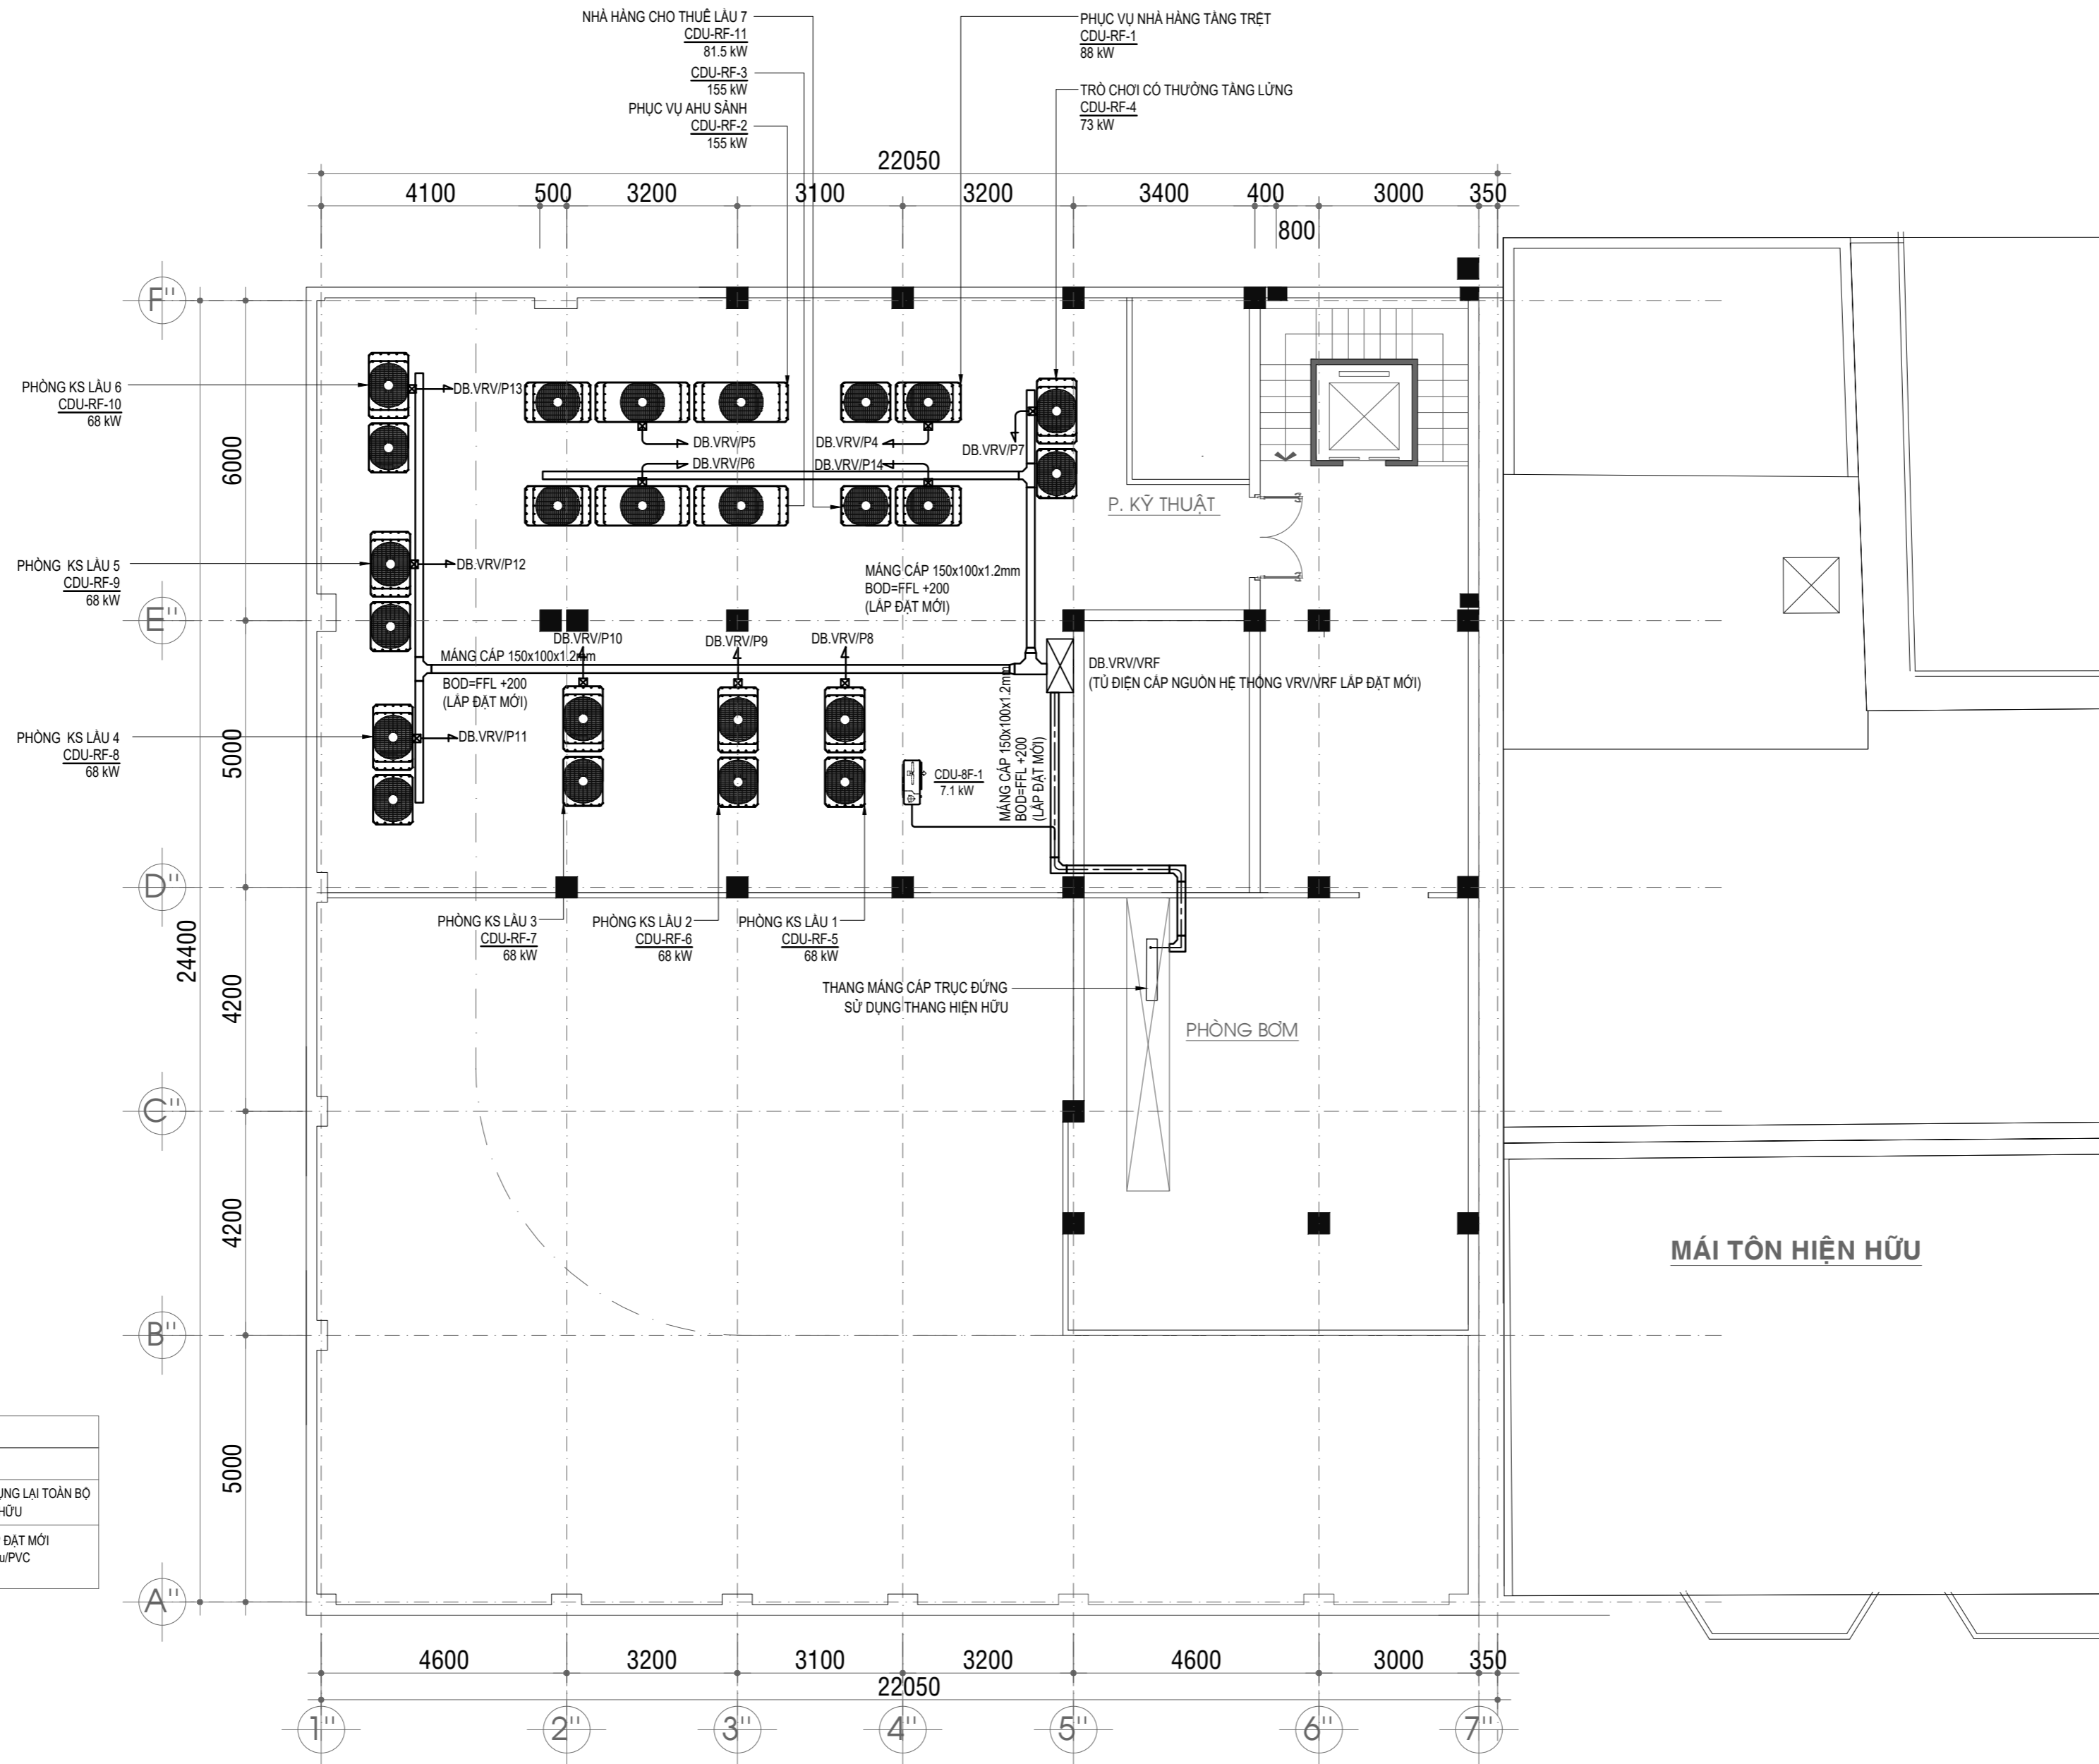 NHÀ HÀNG CHO THUÊ LẦU 7
CDU-RF-11
81.5 kW
CDU-RF-3
155 kW
PHỤC VỤ AHU SẢNH
CDU-RF-2
155 kW
PHỤC VỤ NHÀ HÀNG TẦNG TRỆT
CDU-RF-1
88 kW
TRÒ CHƠI CÓ THƯỞNG TẦNG LỬNG
CDU-RF-4
73 kW
22050
4100
500
3200
3100
3200
3400
400
3000
350
800
F"
PHÒNG KS LẦU 6
CDU-RF-10
68 kW
DB.VRV/P13
DB.VRV/P5
DB.VRV/P4
DB.VRV/P7
6000
DB.VRV/P6
DB.VRV/P14
P. KỸ THUẬT
PHÒNG KS LẦU 5
CDU-RF-9
68 kW
DB.VRV/P12
MÁNG CÁP 150x100x1.2mm
BOD=FFL +200
(LẮP ĐẶT MỚI)
E"
DB.VRV/P10
DB.VRV/P9
DB.VRV/P8
MÁNG CÁP 150x100x1.2mm
BOD=FFL +200
(LẮP ĐẶT MỚI)
DB.VRV/VRF
(TỦ ĐIỆN CẤP NGUỒN HỆ THỐNG VRV/VRF LẮP ĐẶT MỚI)
PHÒNG KS LẦU 4
CDU-RF-8
68 kW
DB.VRV/P11
5000
CDU-8F-1
7.1 kW
MÁNG CÁP 150x100x1.2mm
BOD=FFL +200
(LẮP ĐẶT MỚI)
D"
PHÒNG KS LẦU 3
CDU-RF-7
68 kW
PHÒNG KS LẦU 2
CDU-RF-6
68 kW
PHÒNG KS LẦU 1
CDU-RF-5
68 kW
24400
4200
THANG MÁNG CÁP TRỤC ĐỨNG
SỬ DỤNG THANG HIỆN HỮU
PHÒNG BƠM
C"
4200
MÁI TÔN HIỆN HỮU
B"
5000
ỤNG LẠI TOÀN BỘ
HỮU
ĐẶT MỚI
u/PVC
A"
4600
3200
3100
3200
4600
3000
350
22050
1"
2"
3"
4"
5"
6"
7"